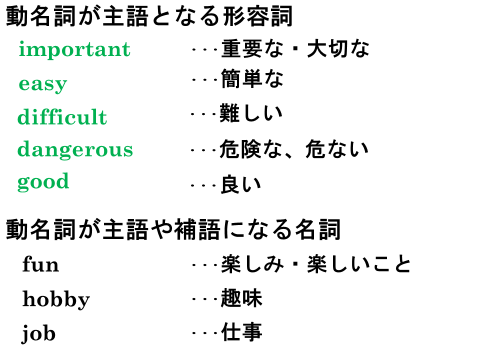 動名詞が主語となる形容詞
important ・・・重要な・大切な
easy ・・・簡単な
difficult ・・・難しい
dangerous ・・・危険な、危ない
good ・・・良い
動名詞が主語や補語になる名詞
fun ・・・楽しみ・楽しいこと
hobby ・・・趣味
job ・・・仕事